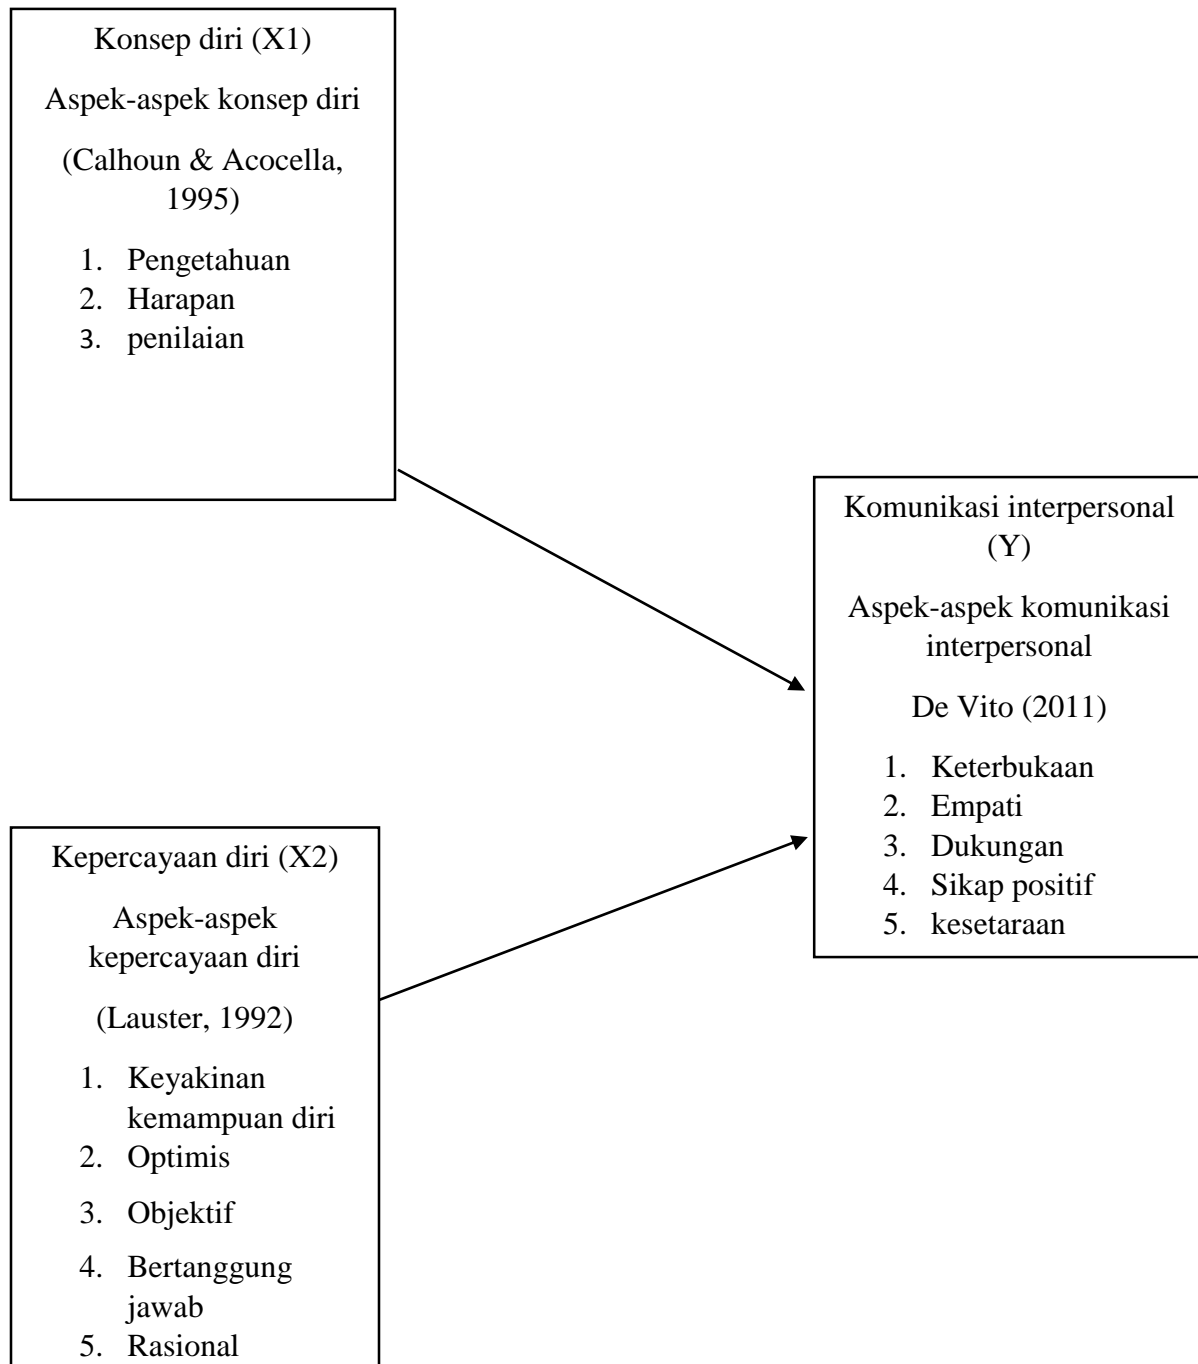 Konsep diri (X1)
Aspek-aspek konsep diri
(Calhoun & Acocella,
1995)
1. Pengetahuan
2. Harapan
3. penilaian
Komunikasi interpersonal
(Y)
Aspek-aspek komunikasi
interpersonal
De Vito (2011)
1. Keterbukaan
2. Empati
3. Dukungan
4. Sikap positif
5. kesetaraan
Kepercayaan diri (X2)
Aspek-aspek
kepercayaan diri
(Lauster, 1992)
1. Keyakinan
kemampuan diri
2. Optimis
3. Objektif
4. Bertanggung
jawab
5. Rasional